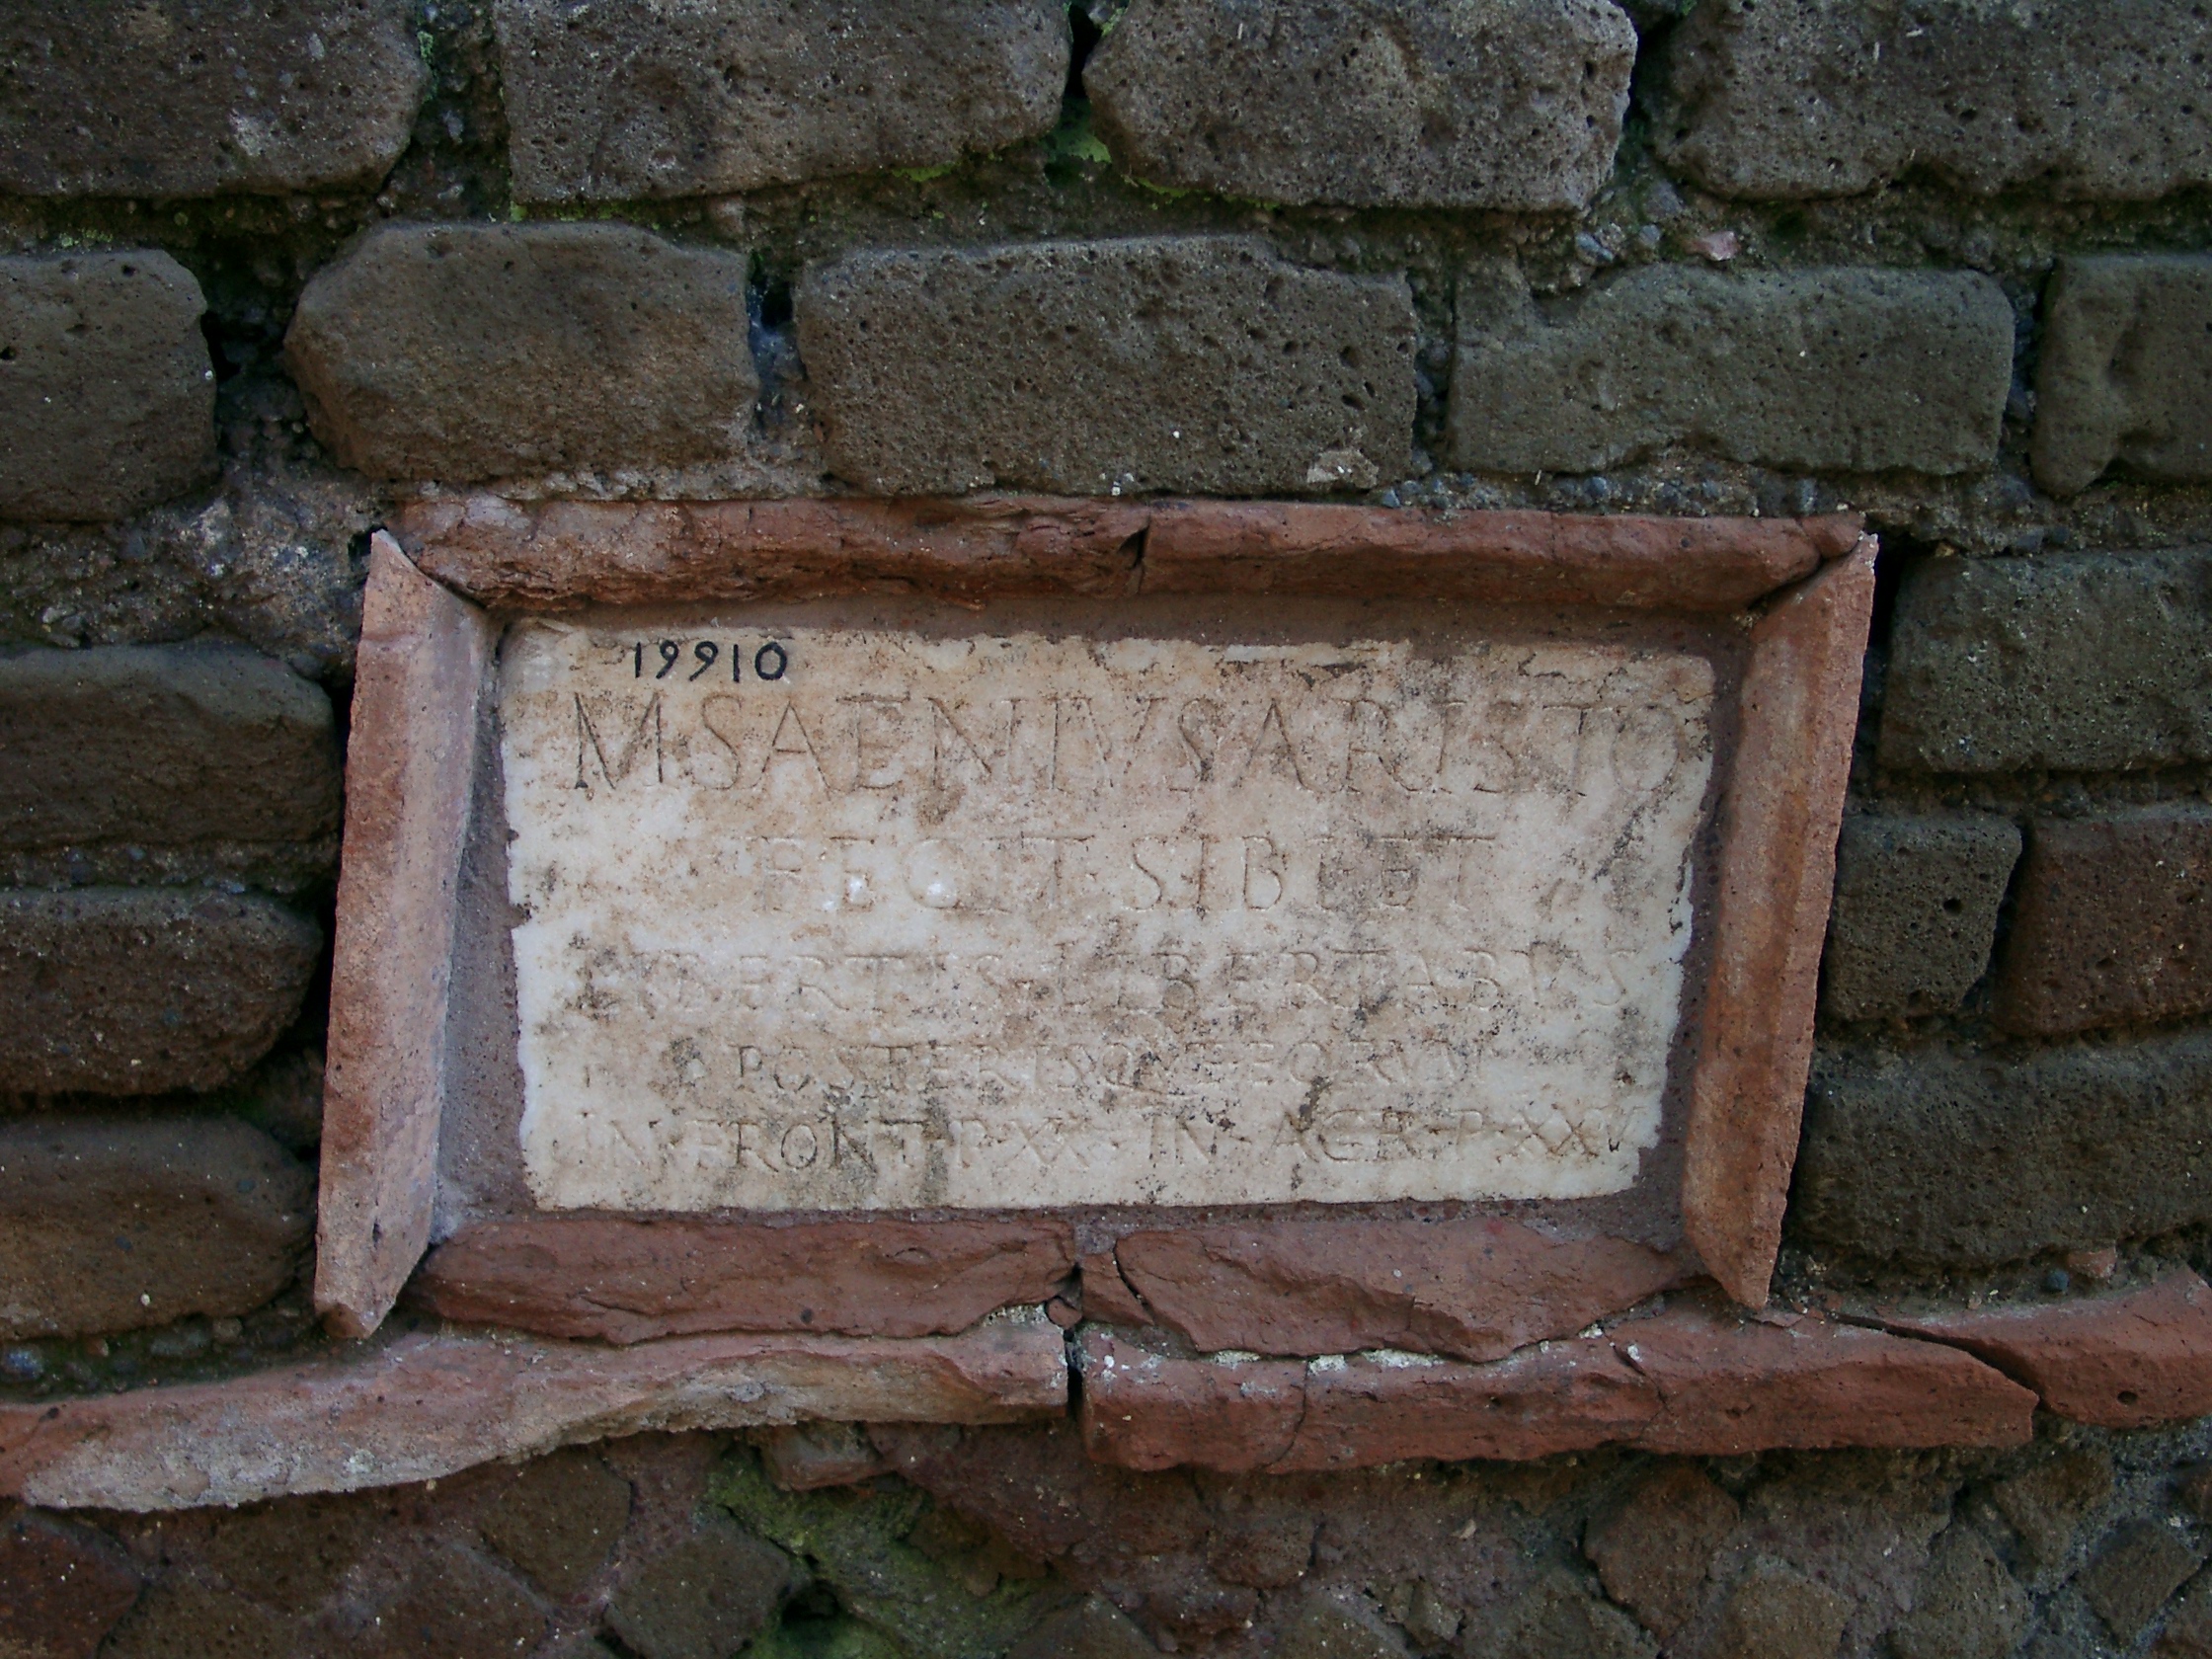 19910
M·SAENIVS·ARISTO
FECIT·SIBI·ET
LIBERTIS·LIBERTABVS
POSTERISQVE·EORVM
IN·FRONT·P·XX·IN·AGR·P·XXV